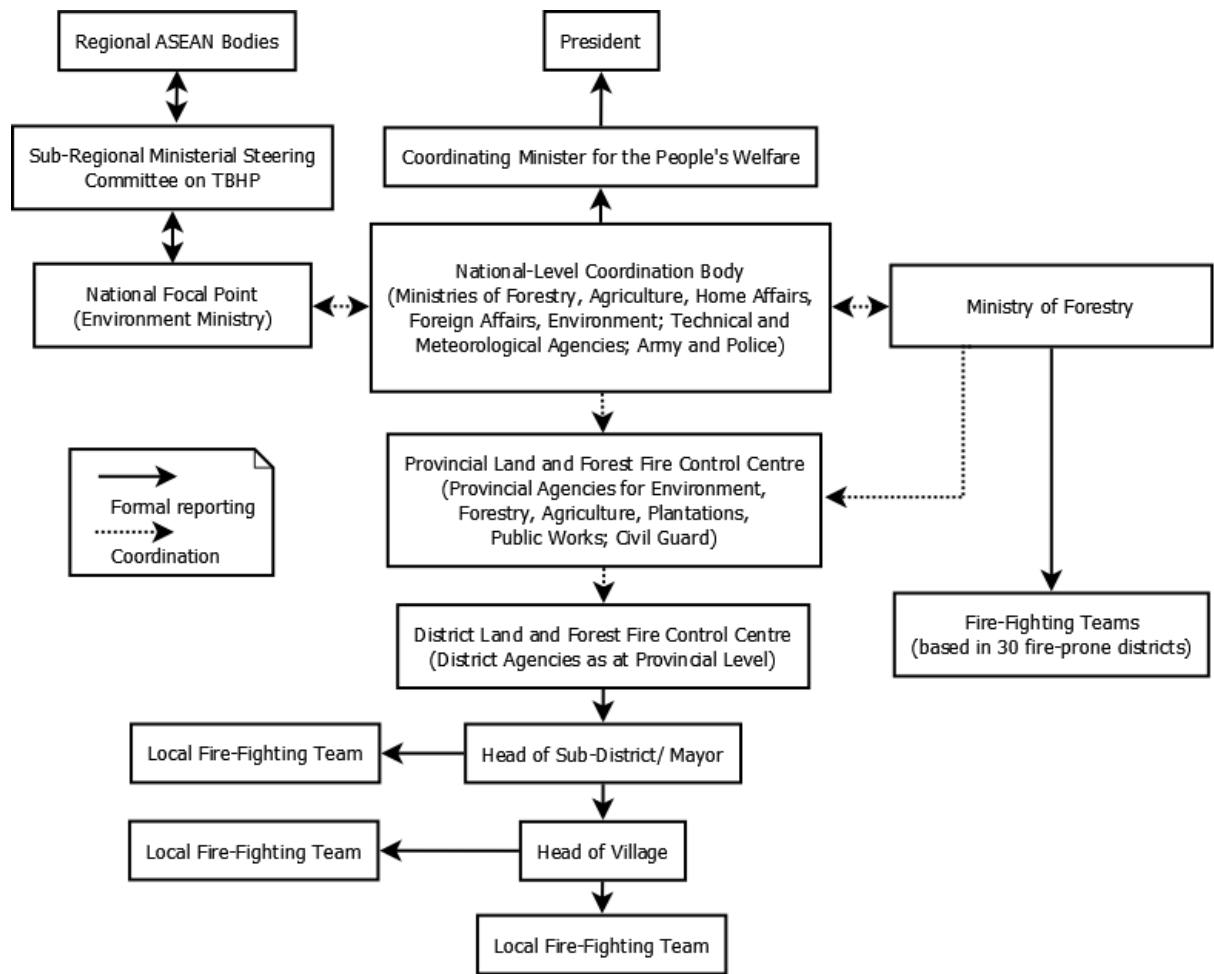 Regional ASEAN Bodies
President
Sub-Regional Ministerial Steering
Committee on TBHP
Coordinating Minister for the People's Welfare
National Focal Point
(Environment Ministry)
National-Level Coordination Body
(Ministries of Forestry, Agriculture, Home Affairs,
Foreign Affairs, Environment; Technical and
Meteorological Agencies; Army and Police)
Ministry of Forestry
Formal reporting
Coordination
Provincial Land and Forest Fire Control Centre
(Provincial Agencies for Environment,
Forestry, Agriculture, Plantations,
Public Works; Civil Guard)
District Land and Forest Fire Control Centre
(District Agencies as at Provincial Level)
Fire-Fighting Teams
(based in 30 fire-prone districts)
Local Fire-Fighting Team
Head of Sub-District/ Mayor
Local Fire-Fighting Team
Head of Village
Local Fire-Fighting Team